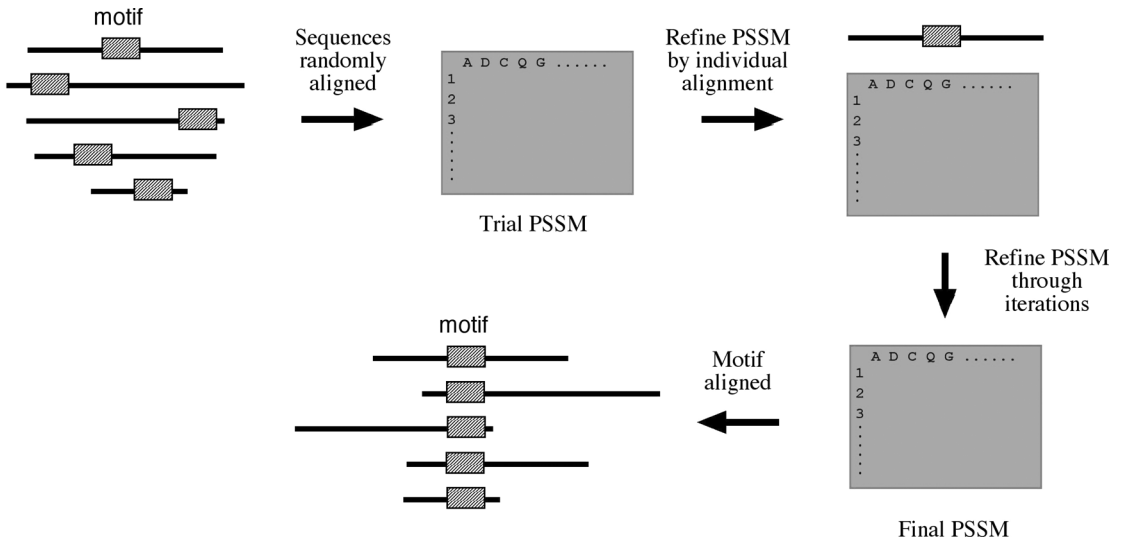 motif
Sequences
randomly
aligned
A D C Q G ......
1
2
3
.
.
.
.
.
Trial PSSM
Refine PSSM
by individual
alignment
A D C Q G ......
1
2
3
.
.
.
.
.
Refine PSSM
through
iterations
A D C Q G ......
1
2
3
.
.
.
.
.
Final PSSM
Motif
aligned
motif